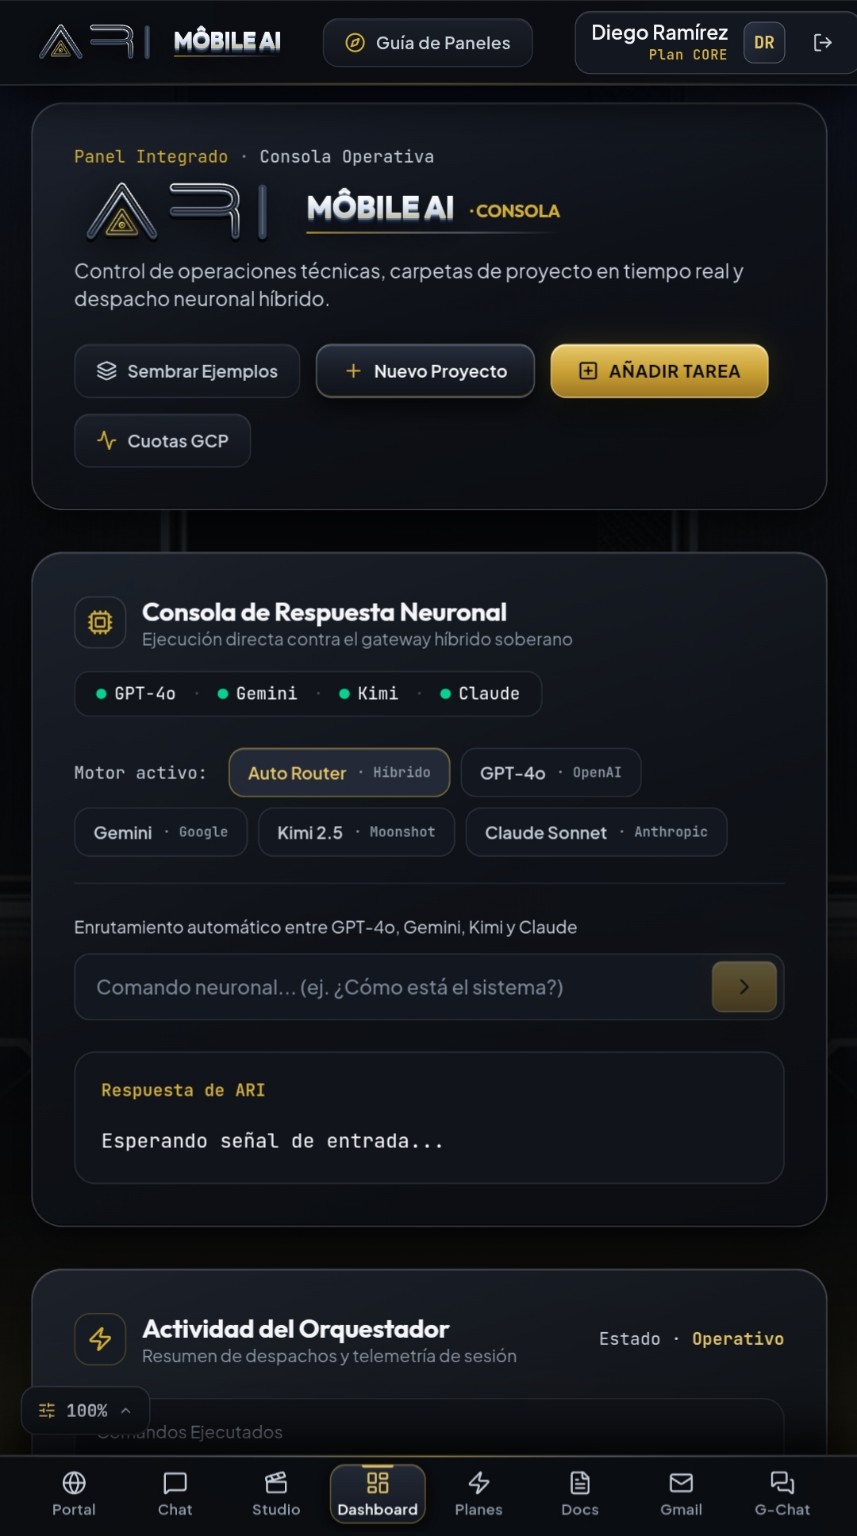 ARI MÔBILE AI
Guía de Paneles
Diego Ramírez
Plan CORE
DR
Panel Integrado · Consola Operativa
ARI MÔBILE AI · CONSOLA
Control de operaciones técnicas, carpetas de proyecto en tiempo real y
despacho neuronal híbrido.
Sembrar Ejemplos
Nuevo Proyecto
AÑADIR TAREA
Cuotas GCP
Consola de Respuesta Neuronal
Ejecución directa contra el gateway híbrido soberano
GPT-4o · Gemini · Kimi · Claude
Motor activo: Auto Router · Híbrido GPT-4o · OpenAI
Gemini · Google Kimi 2.5 · Moonshot Claude Sonnet · Anthropic
Enrutamiento automático entre GPT-4o, Gemini, Kimi y Claude
Comando neuronal... (ej. ¿Cómo está el sistema?)
Respuesta de ARI
Esperando señal de entrada...
Actividad del Orquestador
Resumen de despachos y telemetría de sesión
Estado · Operativo
100%
Comandos Ejecutados
Portal Chat Studio Dashboard Planes Docs Gmail G-Chat